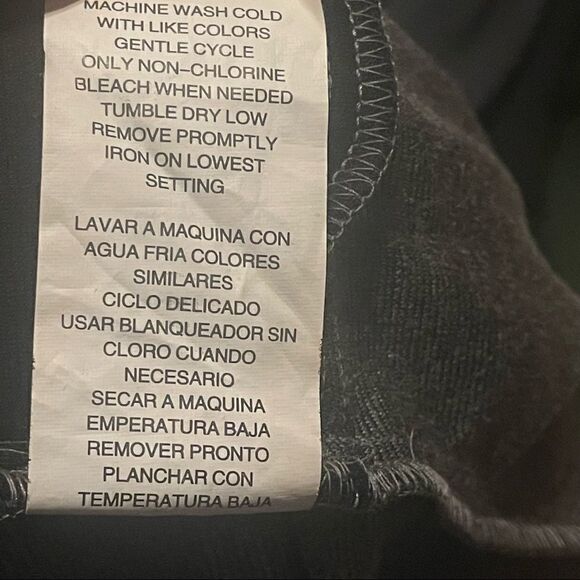 MACHINE WASH COLD
WITH LIKE COLORS
GENTLE CYCLE
ONLY NON-CHLORINE
BLEACH WHEN NEEDED
TUMBLE DRY LOW
REMOVE PROMPTLY
IRON ON LOWEST
SETTING
LAVAR A MAQUINA CON
AGUA FRIA COLORES
SIMILARES
CICLO DELICADO
USAR BLANQUEADOR SIN
CLORO CUANDO
NECESARIO
SECAR A MAQUINA
EMPERATURA BAJA
REMOVER PRONTO
PLANCHAR CON
TEMPERATURA BAJA